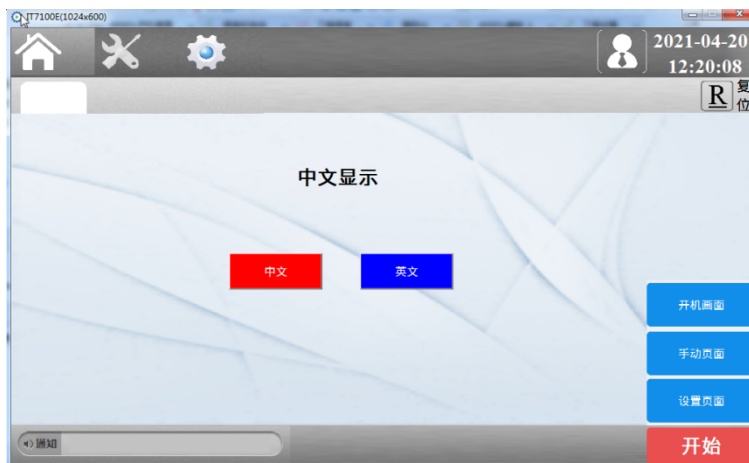 IT7100E(1024x600)
2021-04-20
12:20:08
R 复位
中文显示
中文
英文
开机画面
手动页面
设置页面
通知
开始